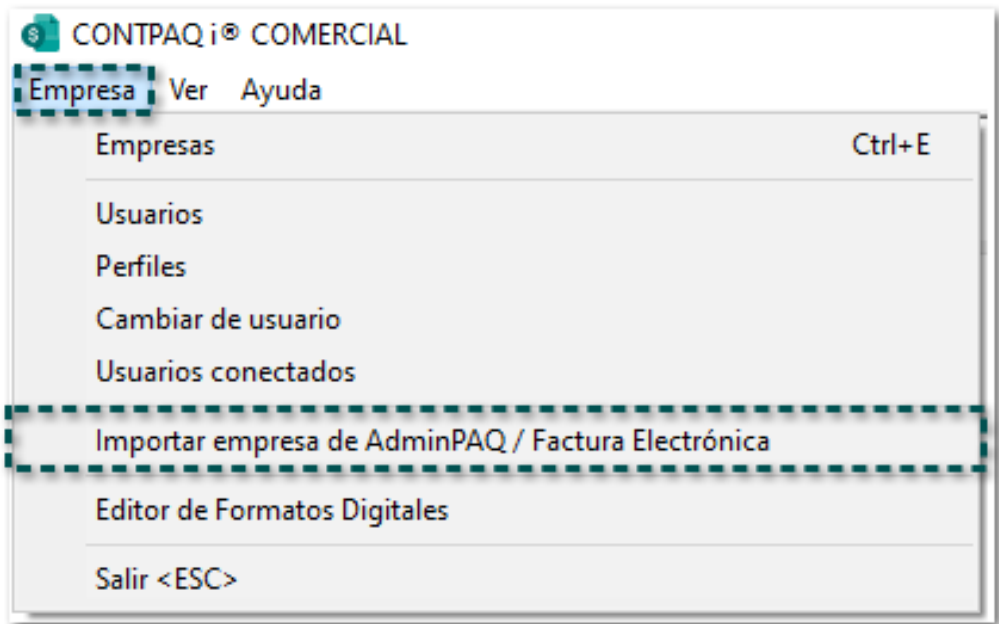 CONTPAQ i® COMERCIAL
Empresa Ver Ayuda
Empresas Ctrl+E
Usuarios
Perfiles
Cambiar de usuario
Usuarios conectados
Importar empresa de AdminPAQ / Factura Electrónica
Editor de Formatos Digitales
Salir <ESC>